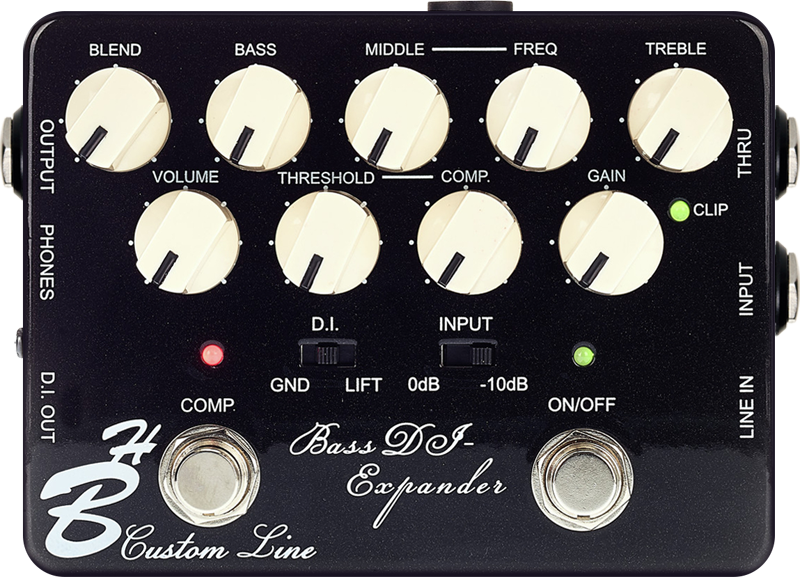 BLEND BASS MIDDLE FREQ TREBLE
OUTPUT
THRU
VOLUME THRESHOLD COMP. GAIN
CLIP
PHONES
INPUT
D.I. INPUT
GND LIFT 0dB -10dB
D.I. OUT
LINE IN
COMP. ON/OFF
Bass DI-
Expander
BH
Custom Line